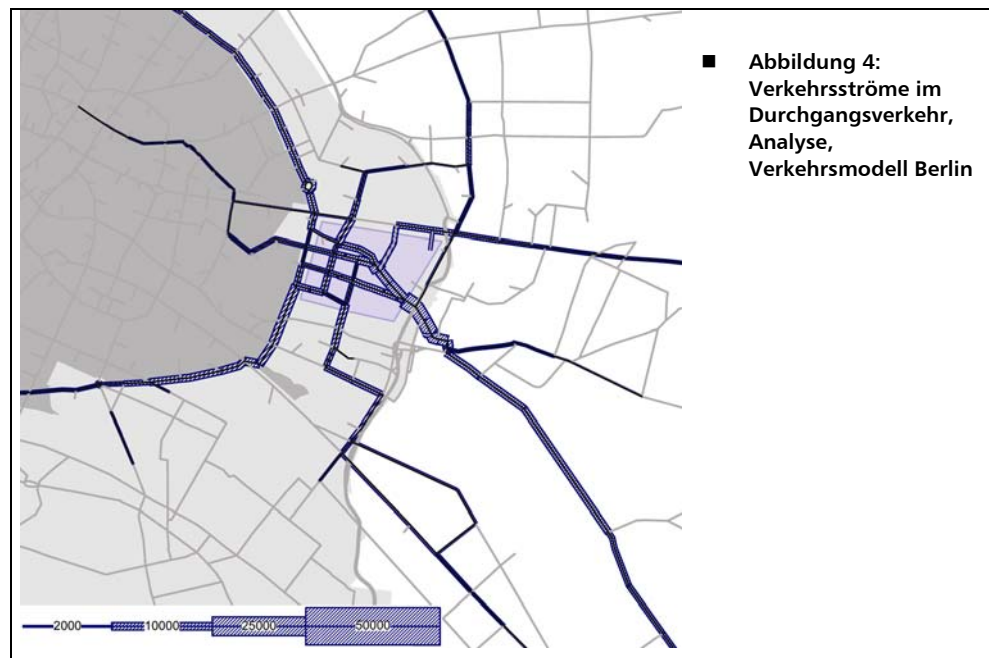 ■ Abbildung 4:
Verkehrsströme im
Durchgangsverkehr,
Analyse,
Verkehrsmodell Berlin
2000 10000 25000 50000